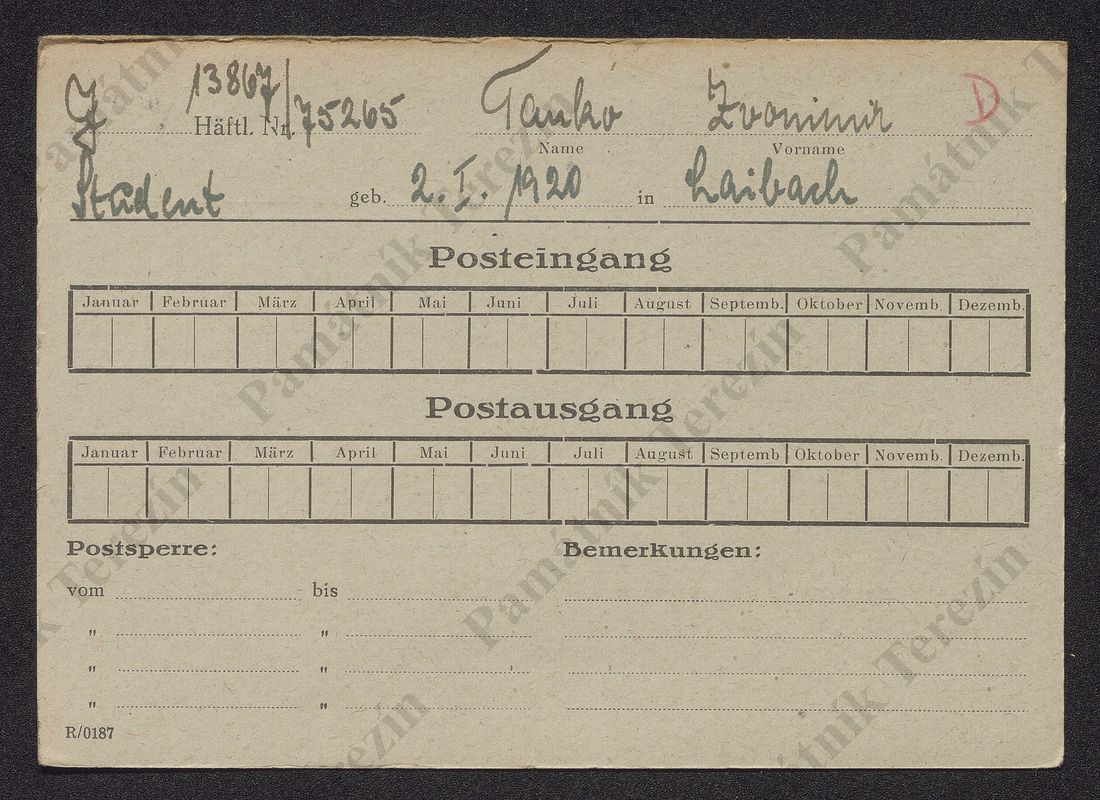 J 13867/
Häftl. Nr. 75265 Tanko Zvonimir D
Name Vorname
Student geb. 2. I. 1920 in Laibach
Posteingang
Januar Februar März April Mai Juni Juli August Septemb. Oktober Novemb. Dezemb.
Postausgang
Januar Februar März April Mai Juni Juli August Septemb Oktober Novemb. Dezemb.
Postsperre: Bemerkungen:
vom bis
" "
" "
" "
R/0187
Památník Terezín